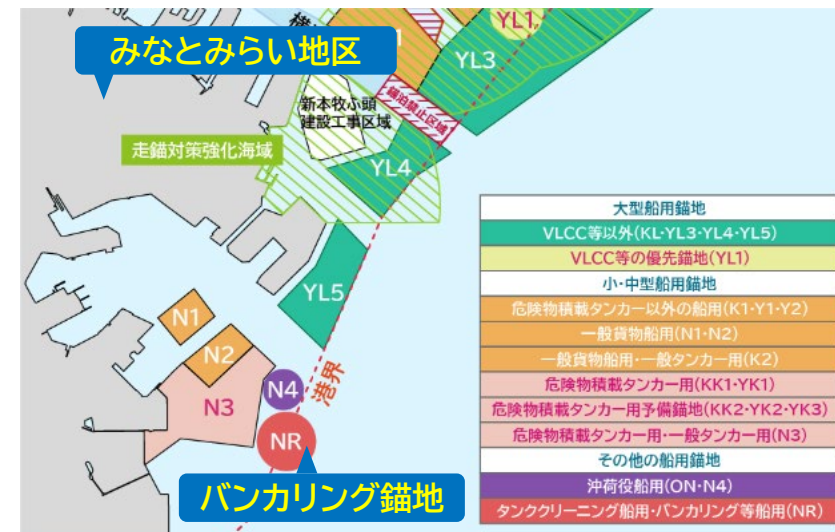 みなとみらい地区
YL1
YL3
新本牧ふ頭
建設工事区域
錨泊禁止区域
走錨対策強化海域
YL4
YL5
N1
N2
N3
N4
港界
NR
バンカリング錨地
大型船用錨地
VLCC等以外(KL・YL3・YL4・YL5)
VLCC等の優先錨地(YL1)
小・中型船用錨地
危険物積載タンカー以外の船用(K1・Y1・Y2)
一般貨物船用(N1・N2)
一般貨物船用・一般タンカー用(K2)
危険物積載タンカー用(KK1・YK1)
危険物積載タンカー用予備錨地(KK2・YK2・YK3)
危険物積載タンカー用・一般タンカー用(N3)
その他の船用錨地
沖荷役船用(ON・N4)
タンククリーニング船用・バンカリング等船用(NR)